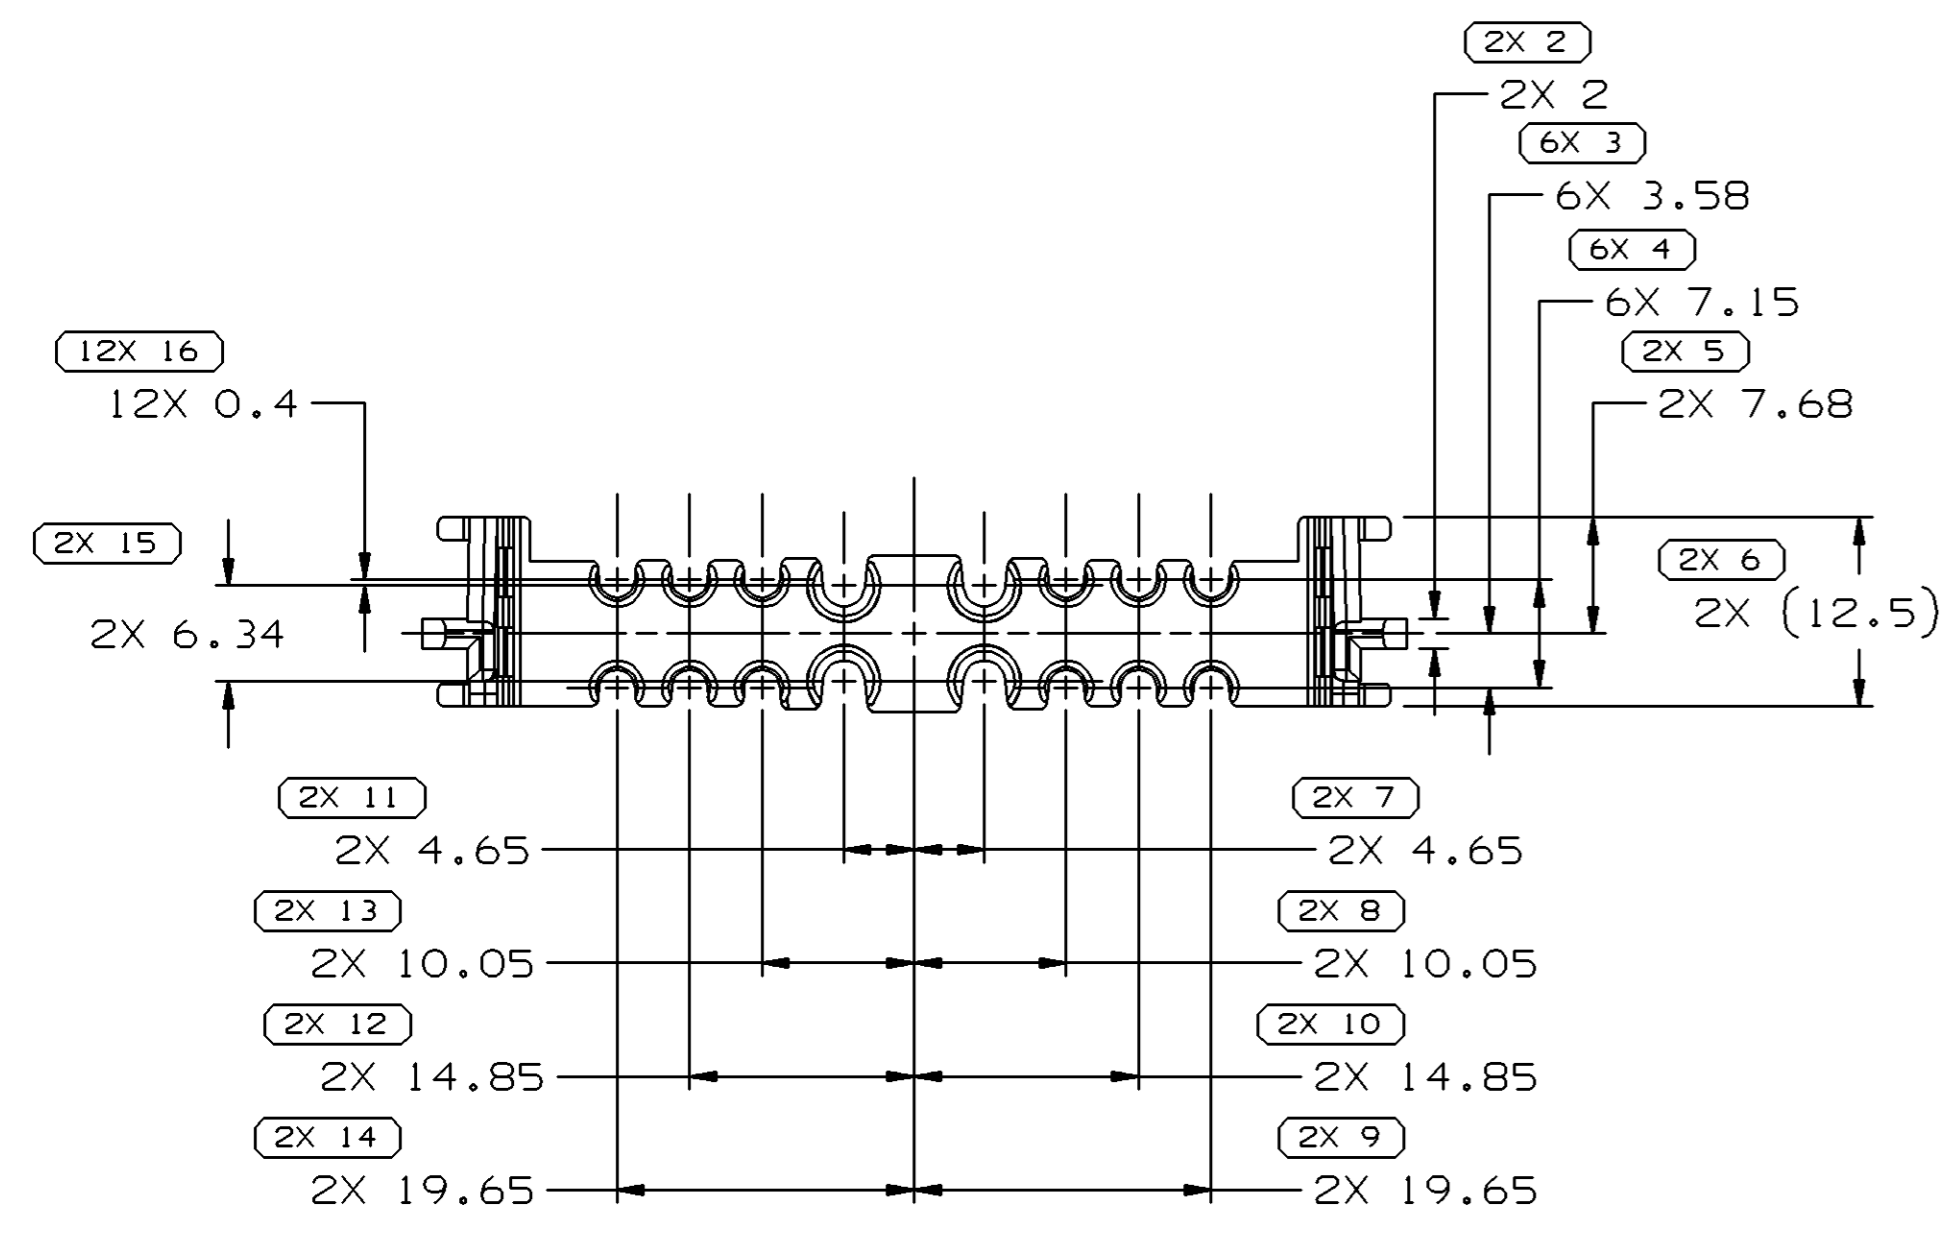 2X 2
2X 2
6X 3
6X 3.58
6X 4
6X 7.15
12X 16
2X 5
12X 0.4
2X 7.68
2X 15
2X 6
2X 6.34
2X (12.5)
2X 11
2X 7
2X 4.65
2X 4.65
2X 13
2X 8
2X 10.05
2X 10.05
2X 12
2X 10
2X 14.85
2X 14.85
2X 14
2X 9
2X 19.65
2X 19.65